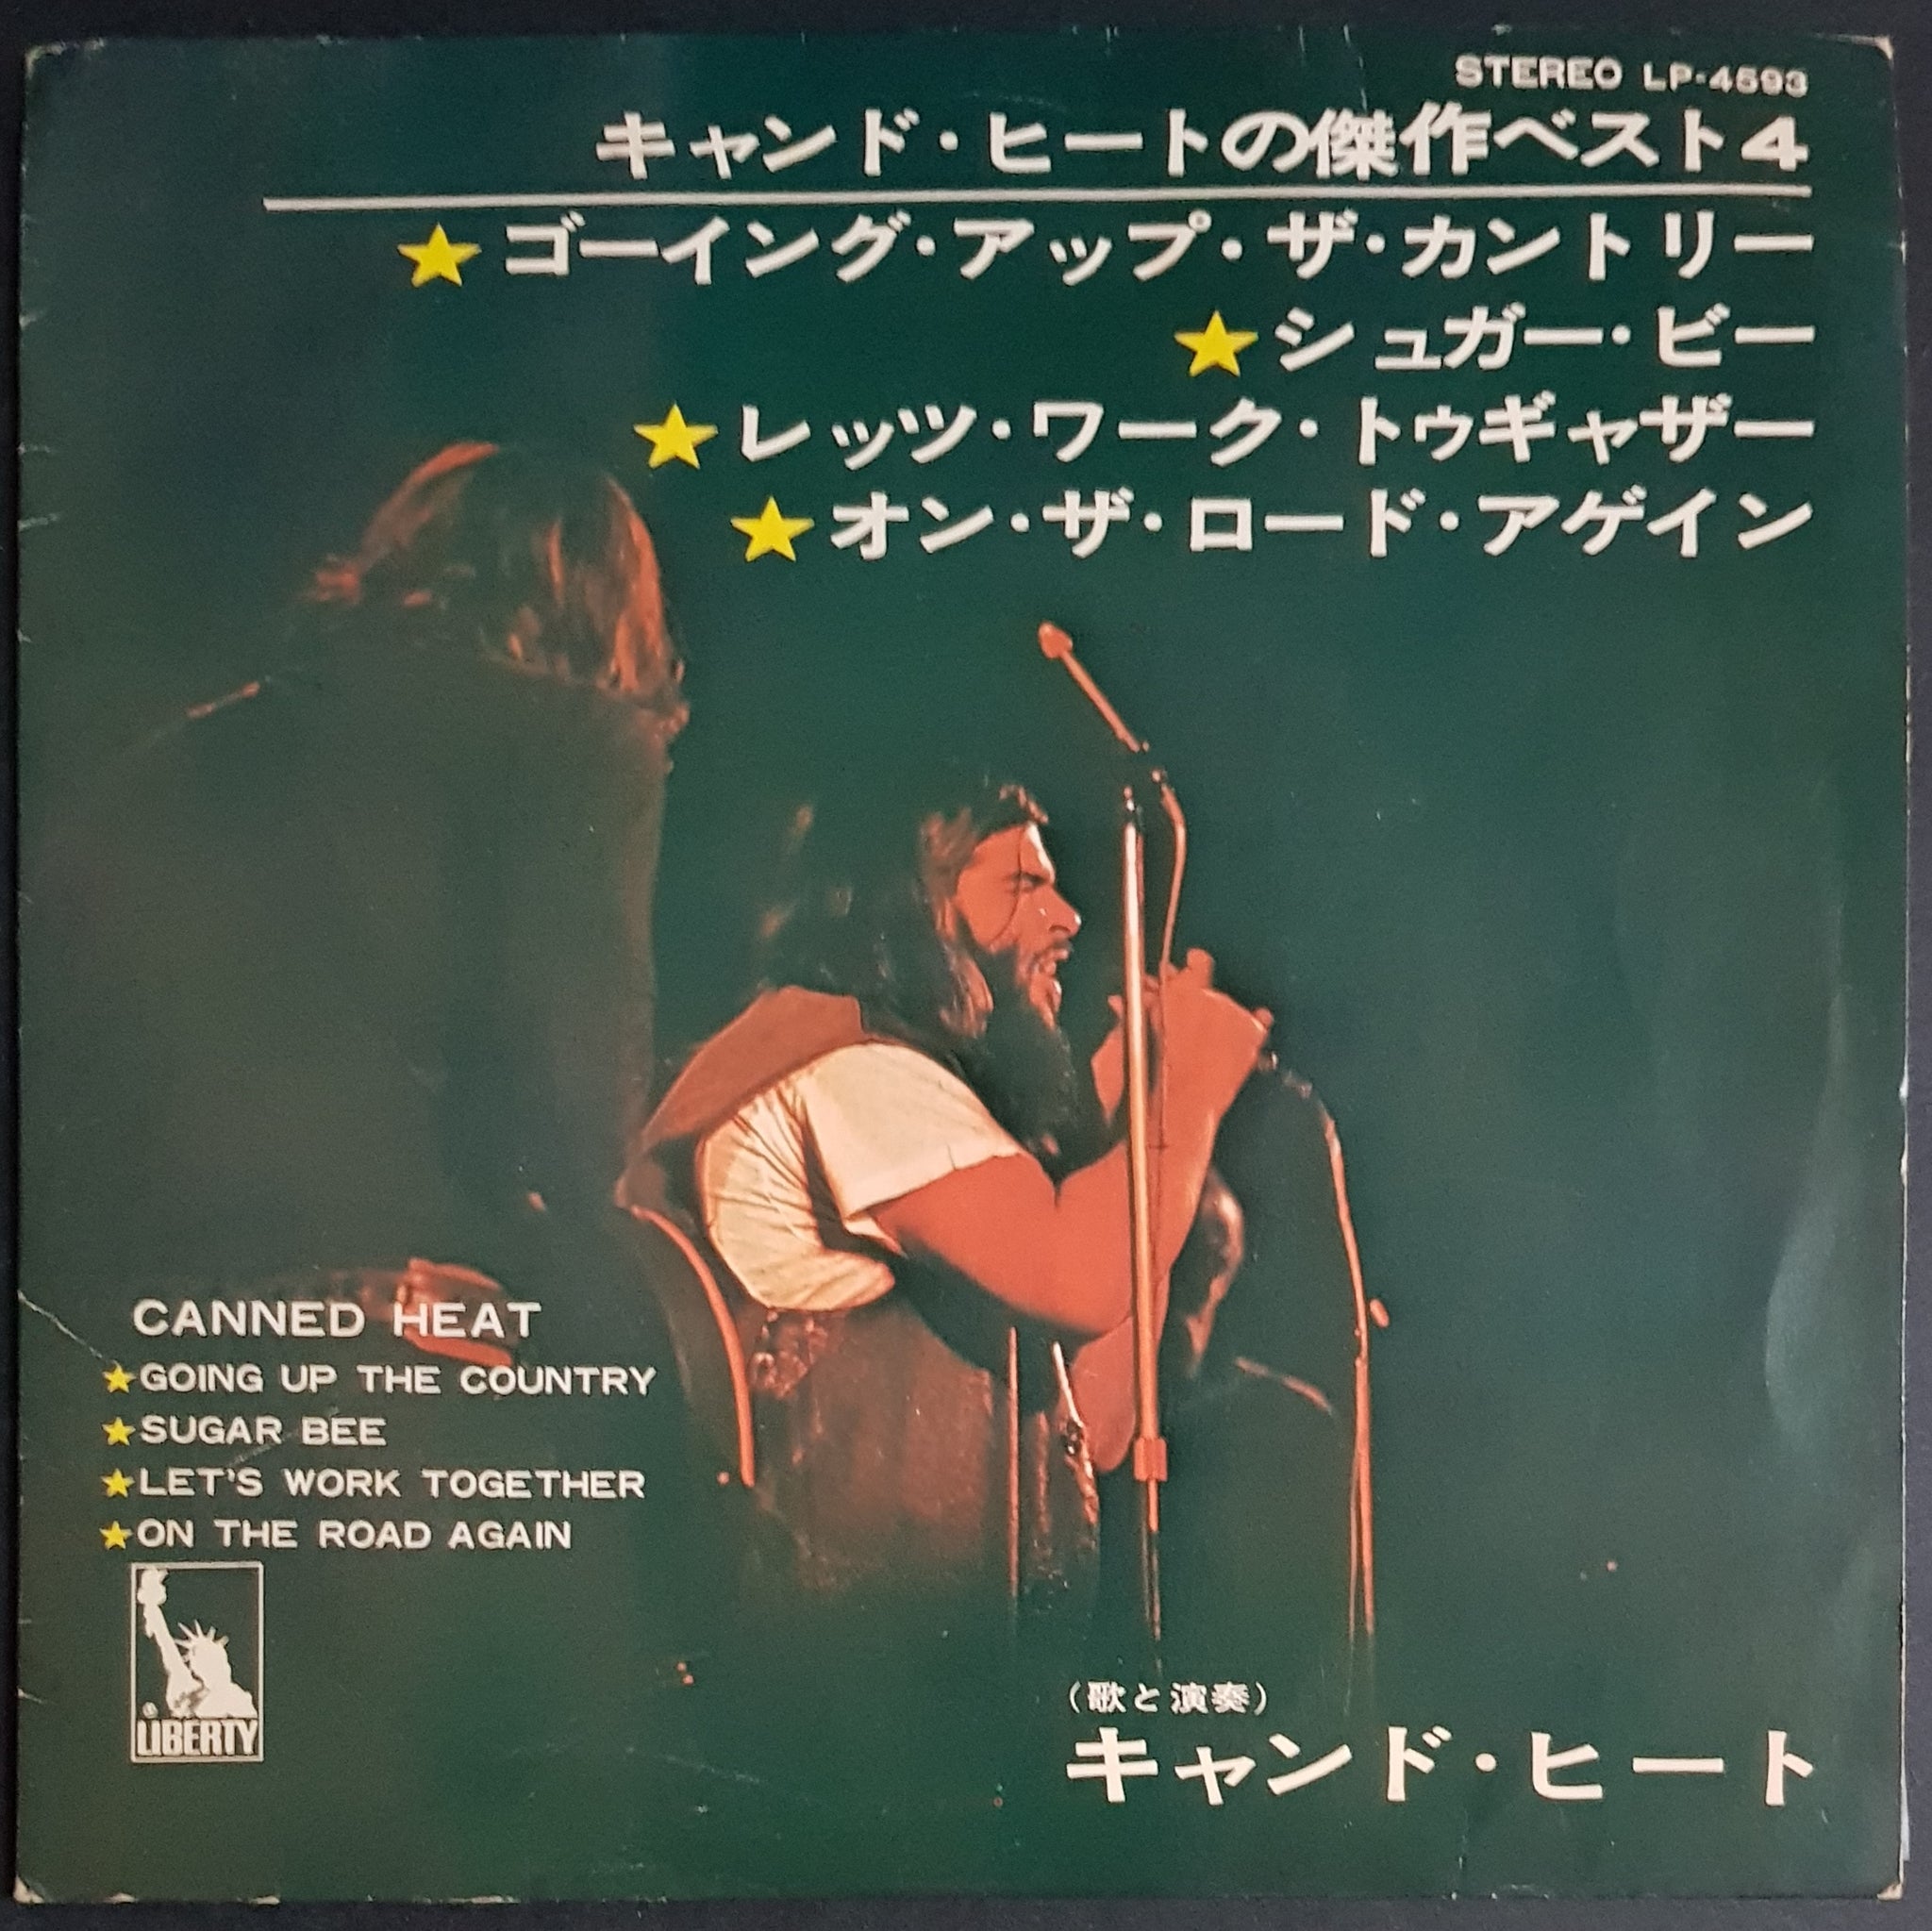 STEREO LP-4593
キャンド・ヒートの傑作ベスト4
★ゴーイング・アップ・ザ・カントリー
★シュガー・ビー
★レッツ・ワーク・トゥギャザー
★オン・ザ・ロード・アゲイン
CANNED HEAT
★GOING UP THE COUNTRY
★SUGAR BEE
★LET'S WORK TOGETHER
★ON THE ROAD AGAIN
LIBERTY
(歌と演奏)
キャンド・ヒート